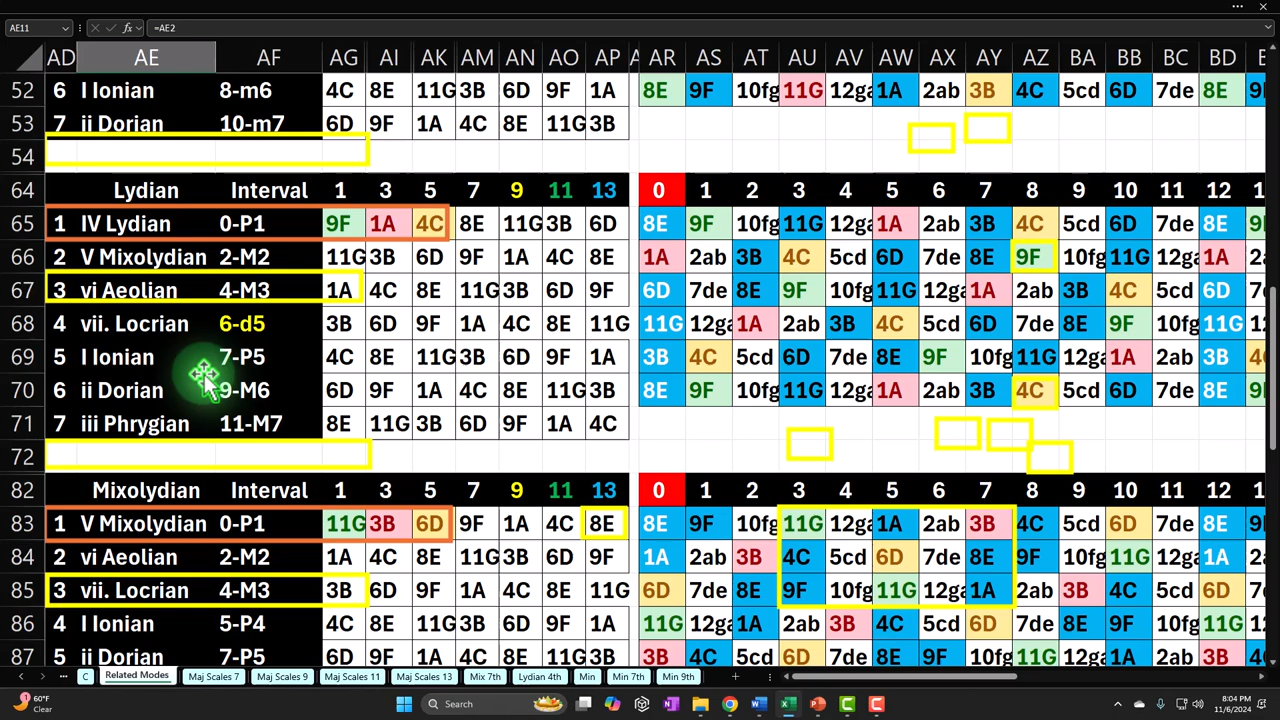 AE11 fx =AE2
AD AE AF AG AI AK AM AN AO AP A AR AS AT AU AV AW AX AY AZ BA BB BC BD
52 6 I Ionian 8-m6 4C 8E 11G 3B 6D 9F 1A 8E 9F 10fg 11G 12ga 1A 2ab 3B 4C 5cd 6D 7de 8E 9
53 7 ii Dorian 10-m7 6D 9F 1A 4C 8E 11G 3B
54
64 Lydian Interval 1 3 5 7 9 11 13 0 1 2 3 4 5 6 7 8 9 10 11 12 1
65 1 IV Lydian 0-P1 9F 1A 4C 8E 11G 3B 6D 8E 9F 10fg 11G 12ga 1A 2ab 3B 4C 5cd 6D 7de 8E 9
66 2 V Mixolydian 2-M2 11G 3B 6D 9F 1A 4C 8E 1A 2ab 3B 4C 5cd 6D 7de 8E 9F 10fg 11G 12ga 1A 2
67 3 vi Aeolian 4-M3 1A 4C 8E 11G 3B 6D 9F 6D 7de 8E 9F 10fg 11G 12ga 1A 2ab 3B 4C 5cd 6D 7
68 4 vii. Locrian 6-d5 3B 6D 9F 1A 4C 8E 11G 11G 12ga 1A 2ab 3B 4C 5cd 6D 7de 8E 9F 10fg 11G 12
69 5 I Ionian 7-P5 4C 8E 11G 3B 6D 9F 1A 3B 4C 5cd 6D 7de 8E 9F 10fg 11G 12ga 1A 2ab 3B 4
70 6 ii Dorian 9-M6 6D 9F 1A 4C 8E 11G 3B 8E 9F 10fg 11G 12ga 1A 2ab 3B 4C 5cd 6D 7de 8E 9
71 7 iii Phrygian 11-M7 8E 11G 3B 6D 9F 1A 4C
72
82 Mixolydian Interval 1 3 5 7 9 11 13 0 1 2 3 4 5 6 7 8 9 10 11 12 1
83 1 V Mixolydian 0-P1 11G 3B 6D 9F 1A 4C 8E 8E 9F 10fg 11G 12ga 1A 2ab 3B 4C 5cd 6D 7de 8E 9
84 2 vi Aeolian 2-M2 1A 4C 8E 11G 3B 6D 9F 1A 2ab 3B 4C 5cd 6D 7de 8E 9F 10fg 11G 12ga 1A 2
85 3 vii. Locrian 4-M3 3B 6D 9F 1A 4C 8E 11G 6D 7de 8E 9F 10fg 11G 12ga 1A 2ab 3B 4C 5cd 6D 7
86 4 I Ionian 5-P4 4C 8E 11G 3B 6D 9F 1A 11G 12ga 1A 2ab 3B 4C 5cd 6D 7de 8E 9F 10fg 11G 12
87 5 ii Dorian 7-P5 6D 9F 1A 4C 8E 11G 3B 3B 4C 5cd 6D 7de 8E 9F 10fg 11G 12ga 1A 2ab 3B 4
C Related Modes Maj Scales 7 Maj Scales 9 Maj Scales 11 Maj Scales 13 Mix 7th Lydian 4th Min Min 7th Min 9th
60°F
Clear
Search
8:04 PM
11/6/2024